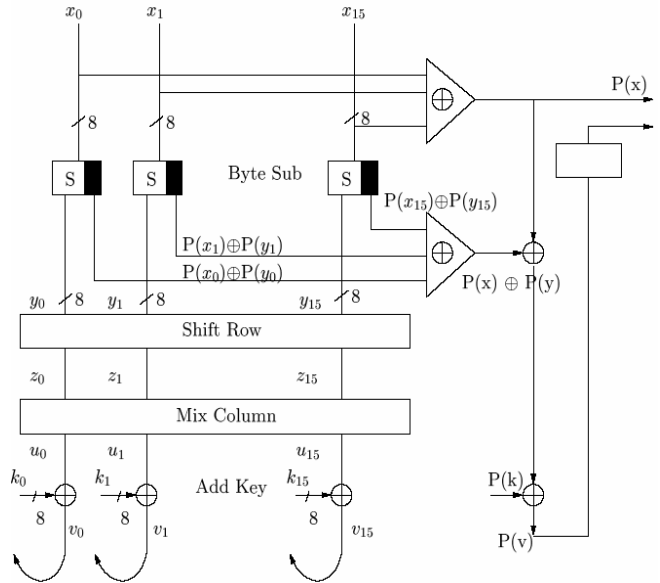 x₀ x₁ x₁₅
P(x)
8 8 8
S S Byte Sub S
P(x₁₅)⊕P(y₁₅)
P(x₁)⊕P(y₁)
P(x₀)⊕P(y₀)
P(x) ⊕ P(y)
y₀ 8 y₁ 8 y₁₅ 8
Shift Row
z₀ z₁ z₁₅
Mix Column
u₀ u₁ u₁₅
k₀ k₁ Add Key k₁₅ P(k)
8 8 8
v₀ v₁ v₁₅ P(v)